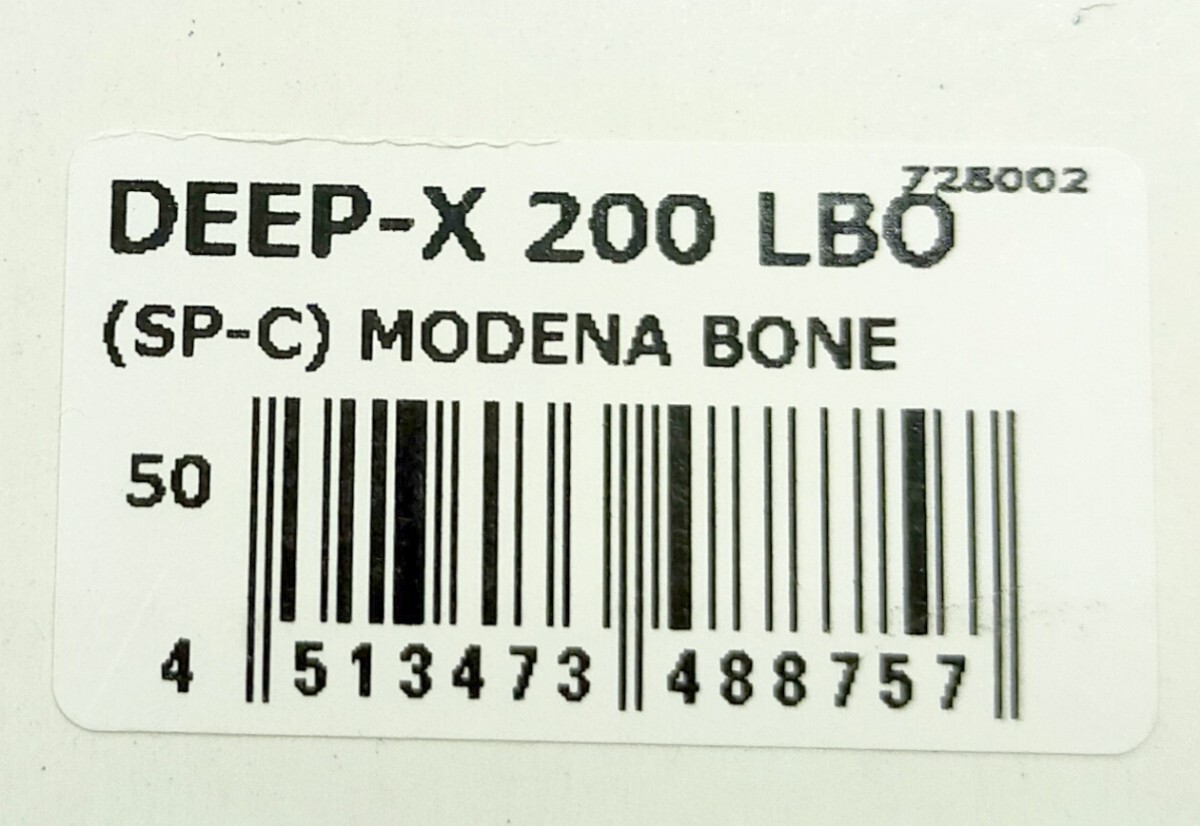 728002
DEEP-X 200 LBO
(SP-C) MODENA BONE
50
4 513473 488757